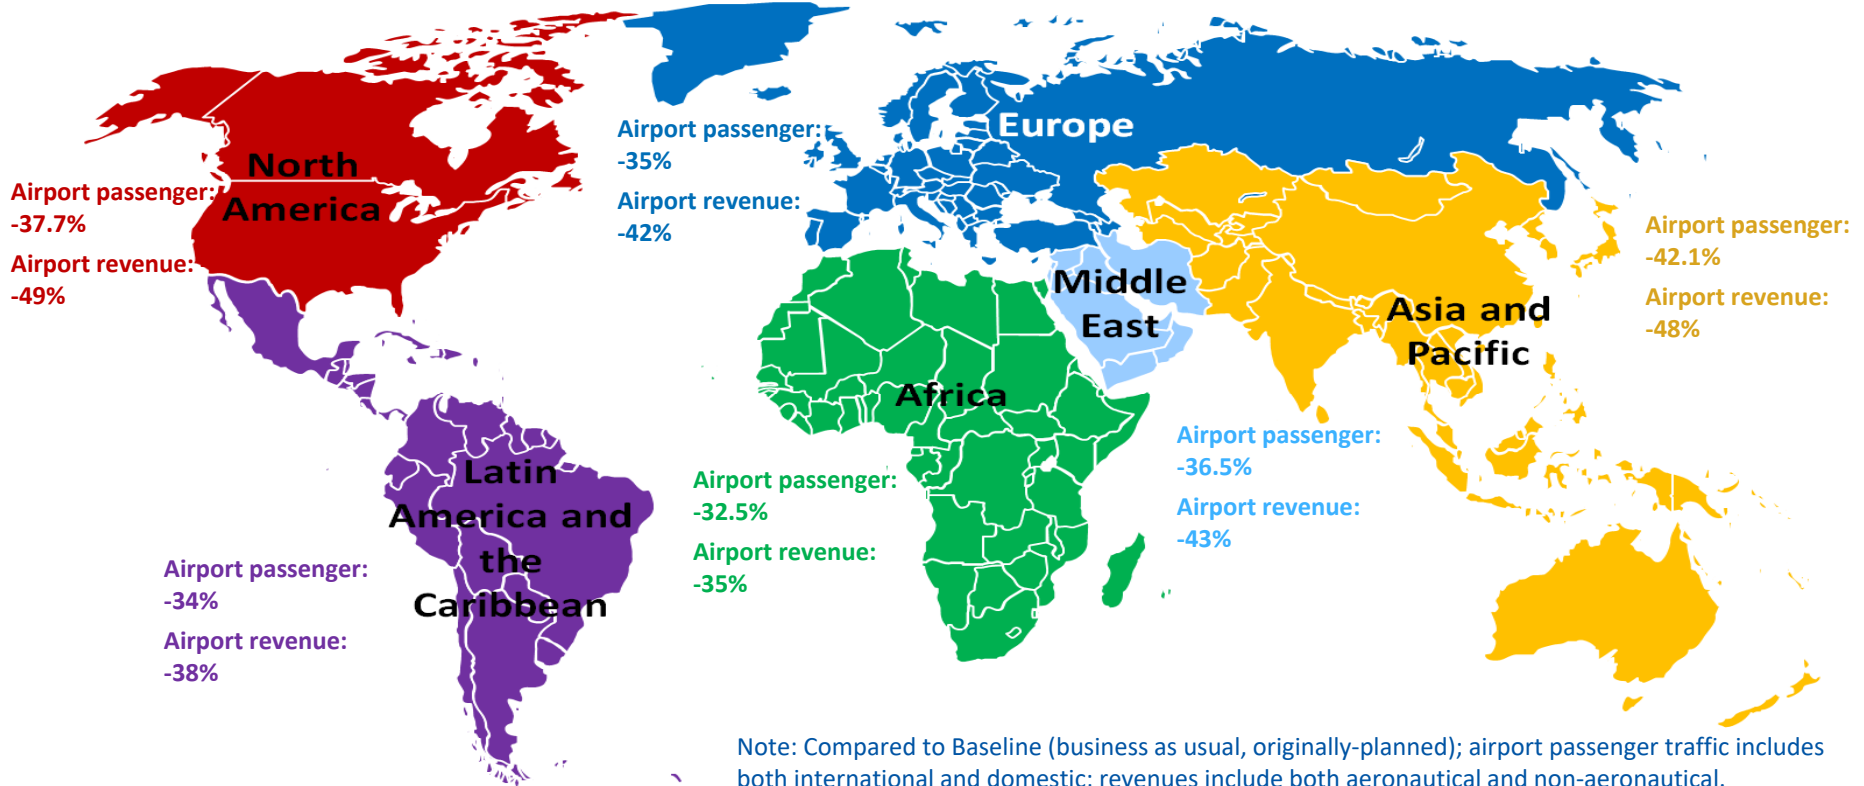 North
America
Airport passenger:
-37.7%
Airport revenue:
-49%
Airport passenger:
-35%
Airport revenue:
-42%
Europe
Middle
East
Airport passenger:
-36.5%
Airport revenue:
-43%
Asia and
Pacific
Airport passenger:
-42.1%
Airport revenue:
-48%
Africa
Airport passenger:
-32.5%
Airport revenue:
-35%
Latin
America and
the
Caribbean
Airport passenger:
-34%
Airport revenue:
-38%
Note: Compared to Baseline (business as usual, originally-planned); airport passenger traffic includes
both international and domestic; revenues include both aeronautical and non-aeronautical.